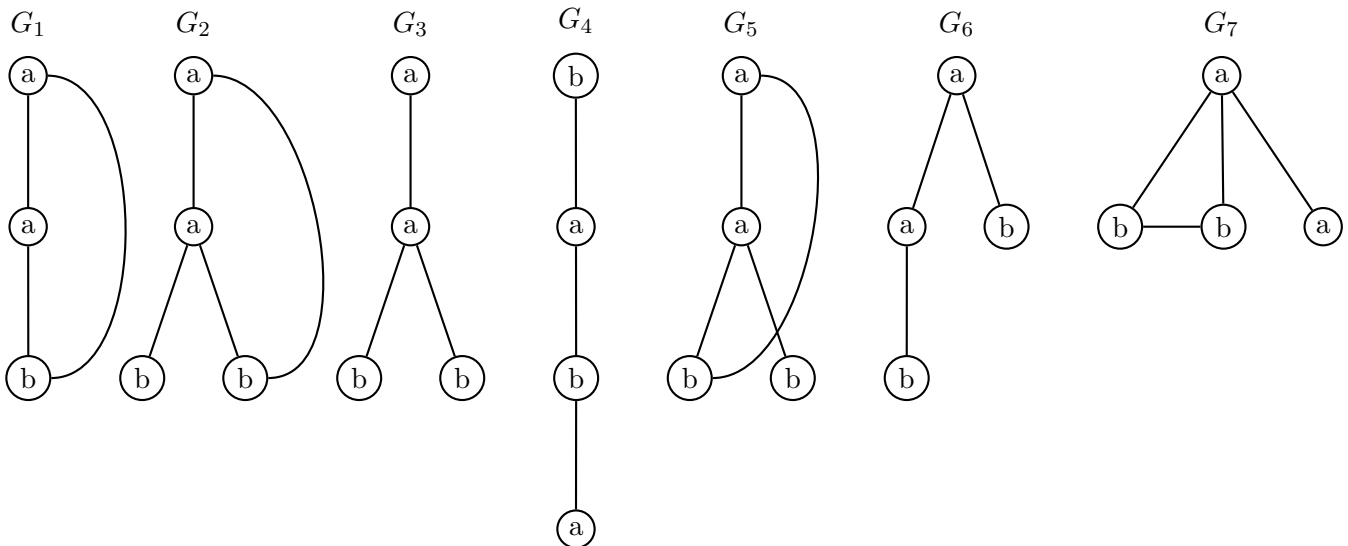 G₁ G₂ G₃ G₄ G₅ G₆ G₇
a a a b a a a
a a a a a a b b b b a
b b b b b b b b
a